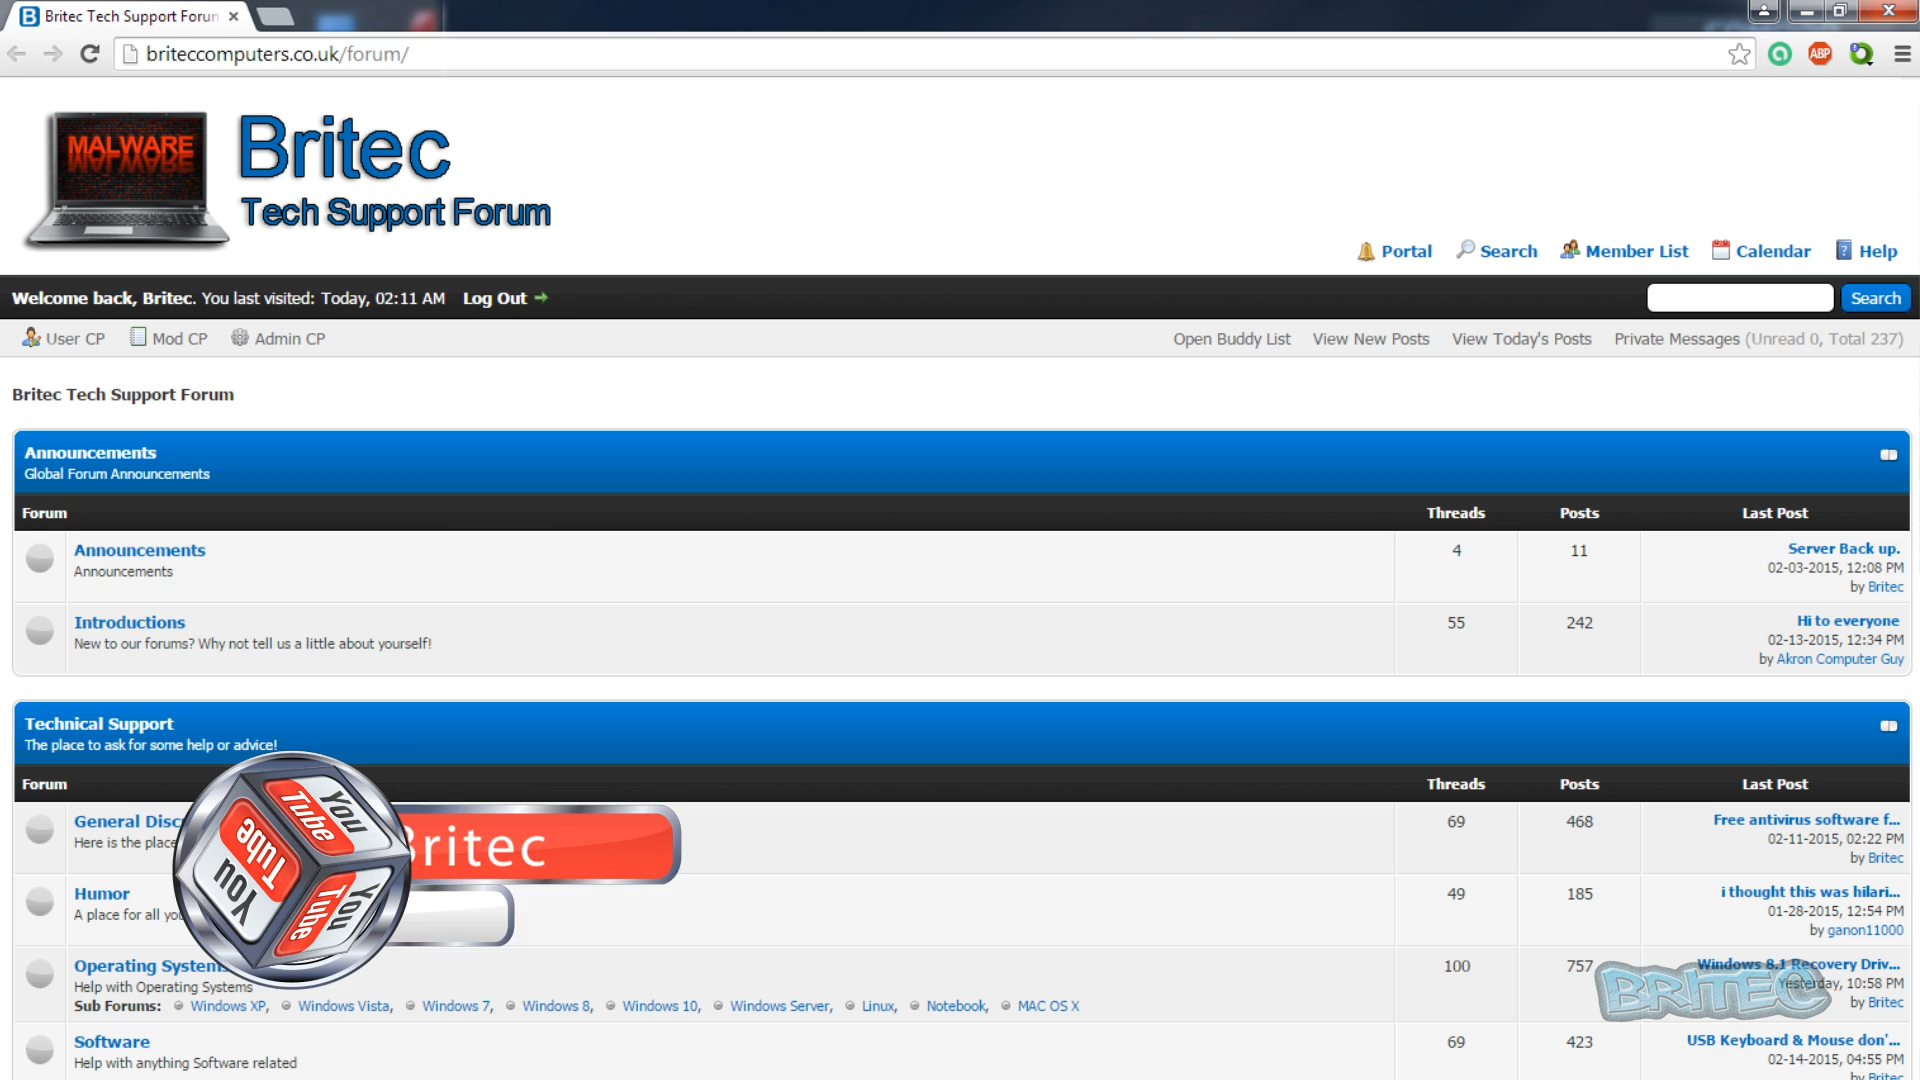 Britec Tech Support Forum
briteccomputers.co.uk/forum/
ABP
MALWARE
Britec
Tech Support Forum
Portal Search Member List Calendar Help
Welcome back, Britec. You last visited: Today, 02:11 AM Log Out
Search
User CP Mod CP Admin CP
Open Buddy List View New Posts View Today's Posts Private Messages (Unread 0, Total 237)
Britec Tech Support Forum
Announcements
Global Forum Announcements
Forum Threads Posts Last Post
Announcements 4 11 Server Back up.
Announcements 02-03-2015, 12:08 PM
by Britec
Introductions 55 242 Hi to everyone
New to our forums? Why not tell us a little about yourself! 02-13-2015, 12:34 PM
by Akron Computer Guy
Technical Support
The place to ask for some help or advice!
Forum Threads Posts Last Post
General Disc 69 468 Free antivirus software f...
Here is the place 02-11-2015, 02:22 PM
by Britec
You Tube
You Tube
You Tube
Britec
Humor 49 185 i thought this was hilari...
A place for all you 01-28-2015, 12:54 PM
by ganon11000
Operating Systems 100 757 Windows 8.1 Recovery Driv...
Help with Operating Systems Yesterday, 10:58 PM
Sub Forums: Windows XP, Windows Vista, Windows 7, Windows 8, Windows 10, Windows Server, Linux, Notebook, MAC OS X by Britec
BRITEC
Software 69 423 USB Keyboard & Mouse don'...
Help with anything Software related 02-14-2015, 04:55 PM
by Britec